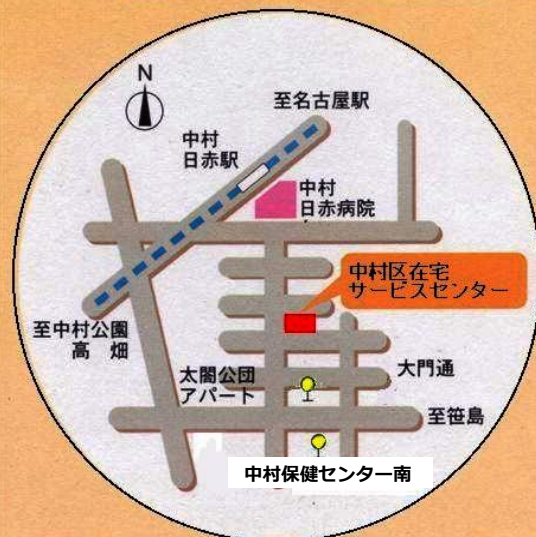 N
至名古屋駅
中村
日赤駅
中村
日赤病院
中村区在宅
サービスセンター
至中村公園
高 畑
太閤公団
アパート
大門通
至笹島
中村保健センター南